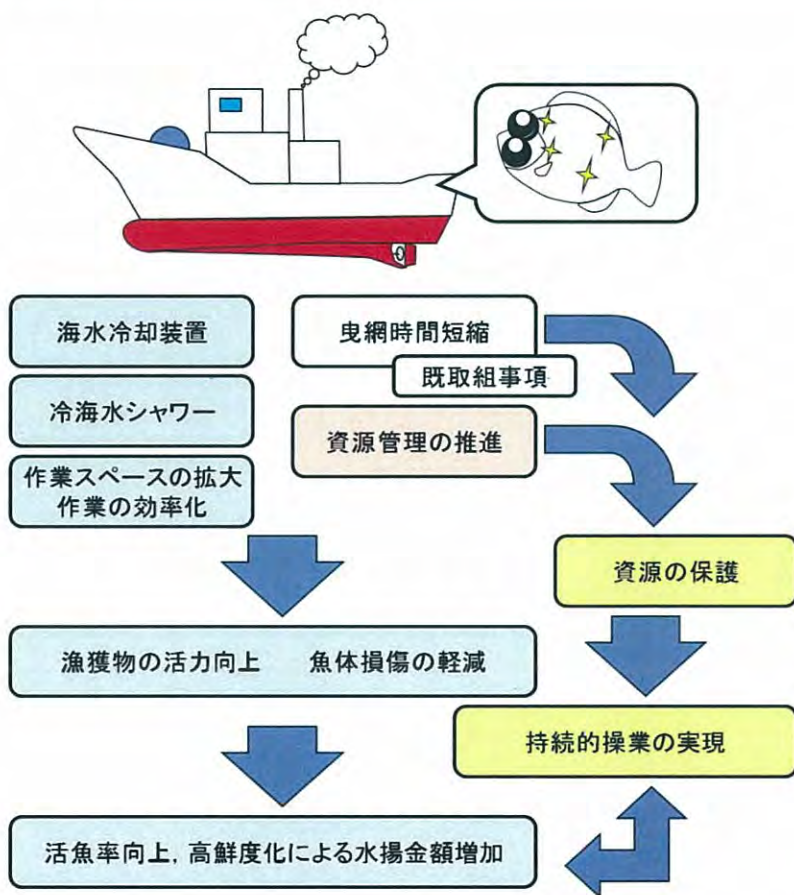 海水冷却装置
曳網時間短縮
既取組事項
冷海水シャワー
資源管理の推進
作業スペースの拡大
作業の効率化
資源の保護
漁獲物の活力向上　　魚体損傷の軽減
持続的操業の実現
活魚率向上，高鮮度化による水揚金額増加